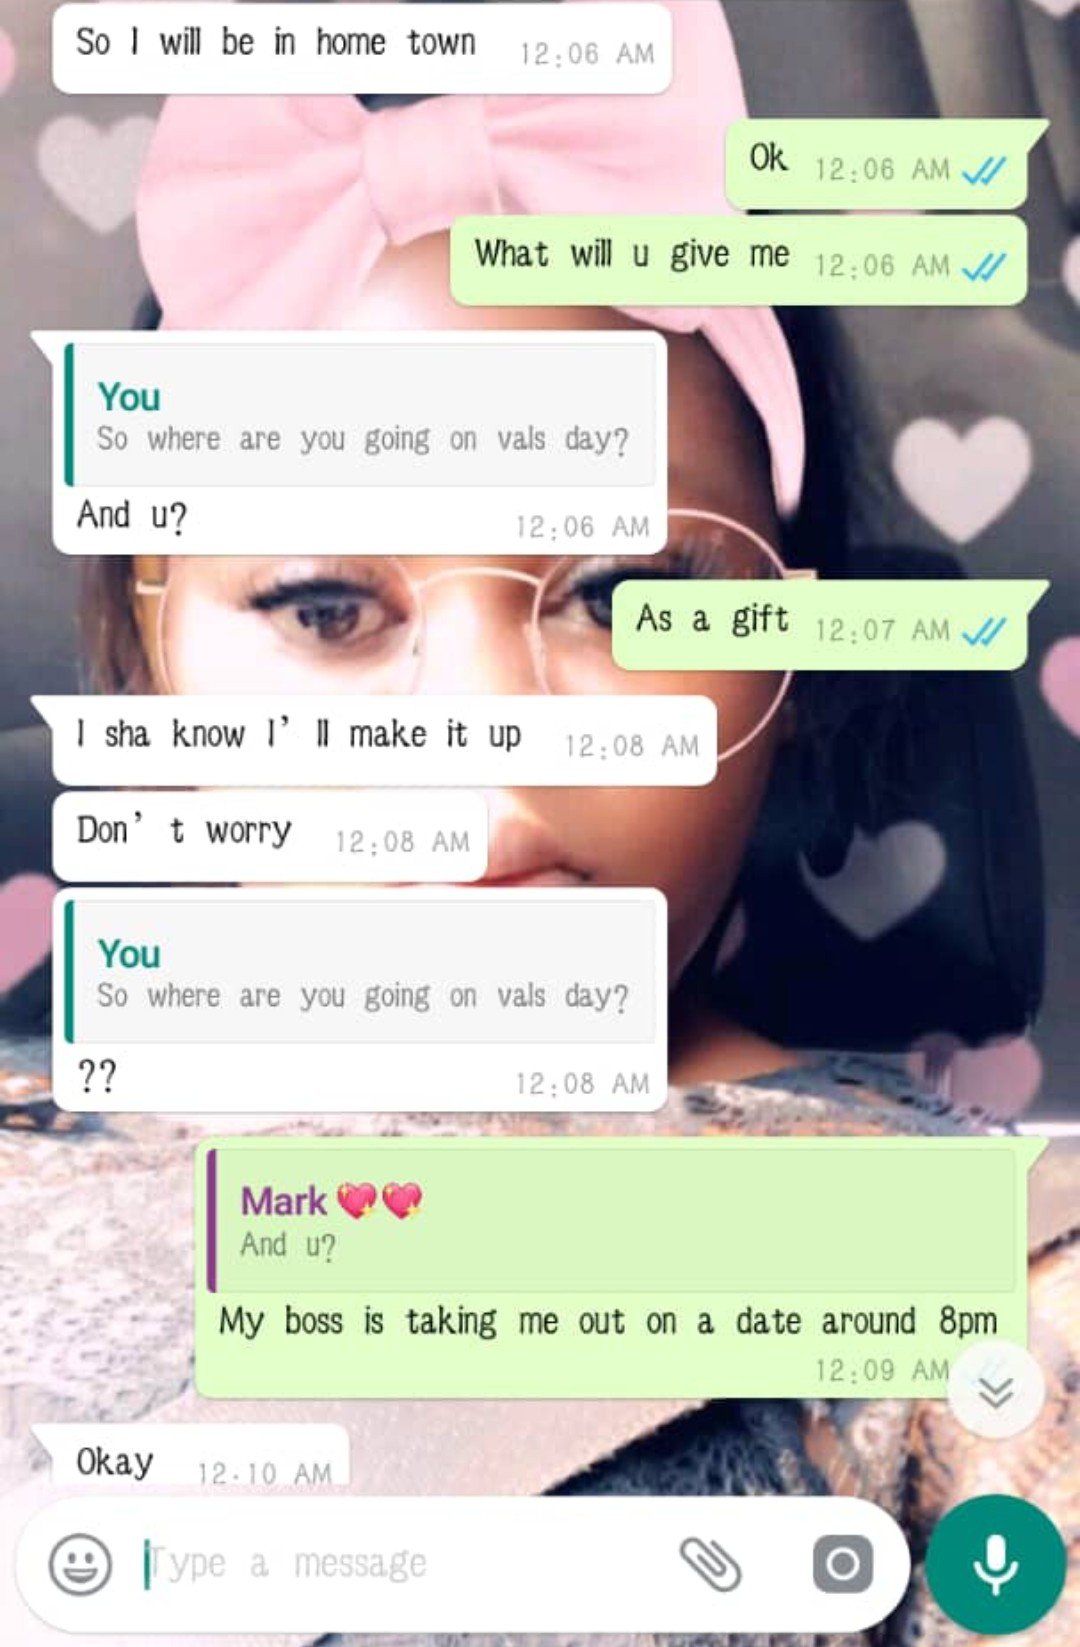 So I will be in home town 12:06 AM
Ok 12:06 AM
What will u give me 12:06 AM
You
So where are you going on vals day?
And u? 12:06 AM
As a gift 12:07 AM
I sha know I'll make it up 12:08 AM
Don't worry 12:08 AM
You
So where are you going on vals day?
?? 12:08 AM
Mark 💖💖
And u?
My boss is taking me out on a date around 8pm
12:09 AM
Okay 12:10 AM
Type a message